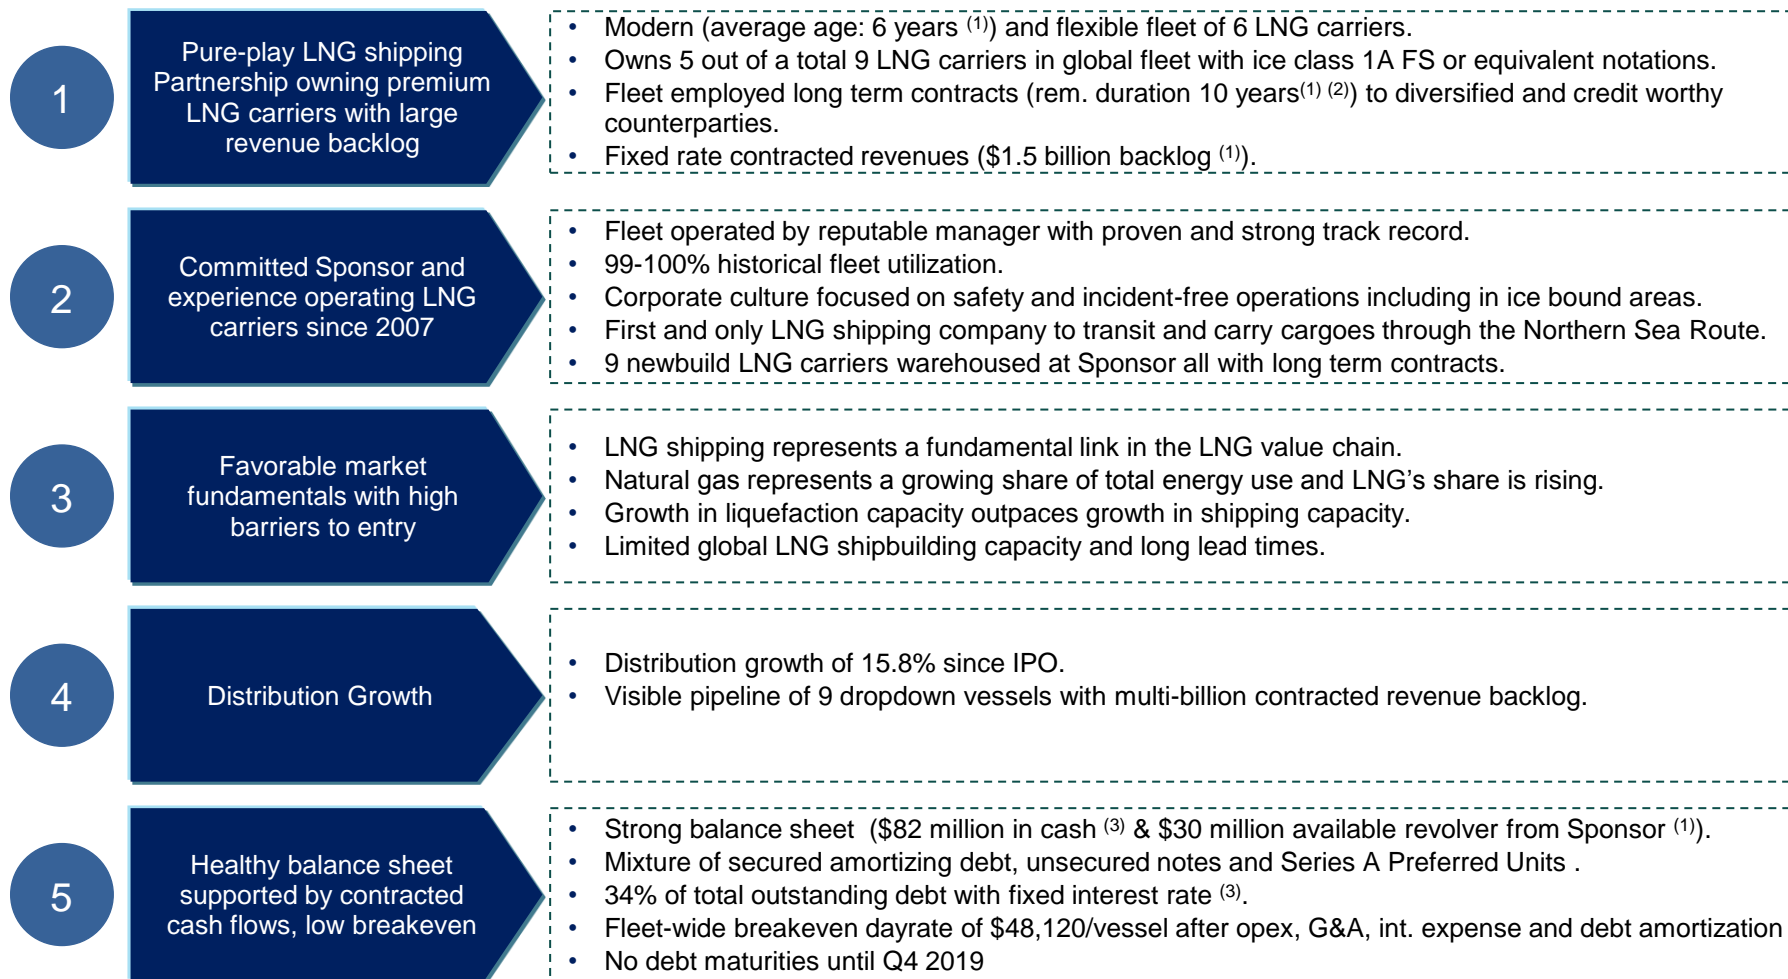 1
Pure-play LNG shipping
Partnership owning premium
LNG carriers with large
revenue backlog
• Modern (average age: 6 years (1)) and flexible fleet of 6 LNG carriers.
• Owns 5 out of a total 9 LNG carriers in global fleet with ice class 1A FS or equivalent notations.
• Fleet employed long term contracts (rem. duration 10 years(1) (2)) to diversified and credit worthy
counterparties.
• Fixed rate contracted revenues ($1.5 billion backlog (1)).
2
Committed Sponsor and
experience operating LNG
carriers since 2007
• Fleet operated by reputable manager with proven and strong track record.
• 99-100% historical fleet utilization.
• Corporate culture focused on safety and incident-free operations including in ice bound areas.
• First and only LNG shipping company to transit and carry cargoes through the Northern Sea Route.
• 9 newbuild LNG carriers warehoused at Sponsor all with long term contracts.
3
Favorable market
fundamentals with high
barriers to entry
• LNG shipping represents a fundamental link in the LNG value chain.
• Natural gas represents a growing share of total energy use and LNG’s share is rising.
• Growth in liquefaction capacity outpaces growth in shipping capacity.
• Limited global LNG shipbuilding capacity and long lead times.
4
Distribution Growth
• Distribution growth of 15.8% since IPO.
• Visible pipeline of 9 dropdown vessels with multi-billion contracted revenue backlog.
5
Healthy balance sheet
supported by contracted
cash flows, low breakeven
• Strong balance sheet ($82 million in cash (3) & $30 million available revolver from Sponsor (1)).
• Mixture of secured amortizing debt, unsecured notes and Series A Preferred Units .
• 34% of total outstanding debt with fixed interest rate (3).
• Fleet-wide breakeven dayrate of $48,120/vessel after opex, G&A, int. expense and debt amortization
• No debt maturities until Q4 2019